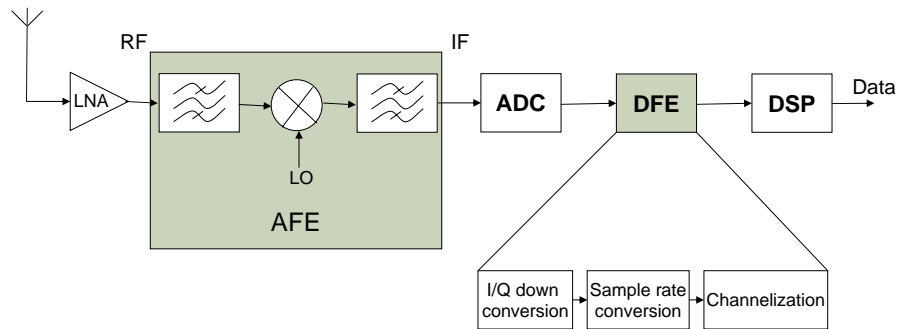 RF
IF
LNA
ADC
DFE
DSP
Data
LO
AFE
I/Q down
conversion
Sample rate
conversion
Channelization